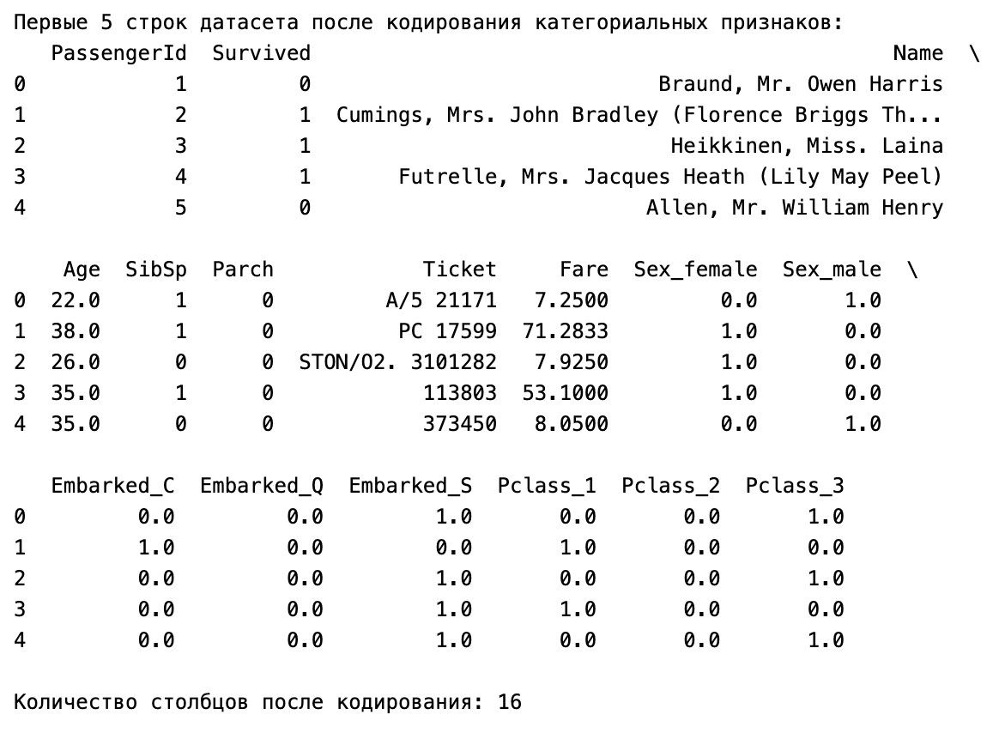 Первые 5 строк датасета после кодирования категориальных признаков:
   PassengerId  Survived                                               Name  \
0            1         0                            Braund, Mr. Owen Harris
1            2         1  Cumings, Mrs. John Bradley (Florence Briggs Th...
2            3         1                             Heikkinen, Miss. Laina
3            4         1       Futrelle, Mrs. Jacques Heath (Lily May Peel)
4            5         0                           Allen, Mr. William Henry

    Age  SibSp  Parch            Ticket     Fare  Sex_female  Sex_male  \
0  22.0      1      0         A/5 21171   7.2500         0.0       1.0
1  38.0      1      0          PC 17599  71.2833         1.0       0.0
2  26.0      0      0  STON/O2. 3101282   7.9250         1.0       0.0
3  35.0      1      0            113803  53.1000         1.0       0.0
4  35.0      0      0            373450   8.0500         0.0       1.0

   Embarked_C  Embarked_Q  Embarked_S  Pclass_1  Pclass_2  Pclass_3
0         0.0         0.0         1.0       0.0       0.0       1.0
1         1.0         0.0         0.0       1.0       0.0       0.0
2         0.0         0.0         1.0       0.0       0.0       1.0
3         0.0         0.0         1.0       1.0       0.0       0.0
4         0.0         0.0         1.0       0.0       0.0       1.0

Количество столбцов после кодирования: 16